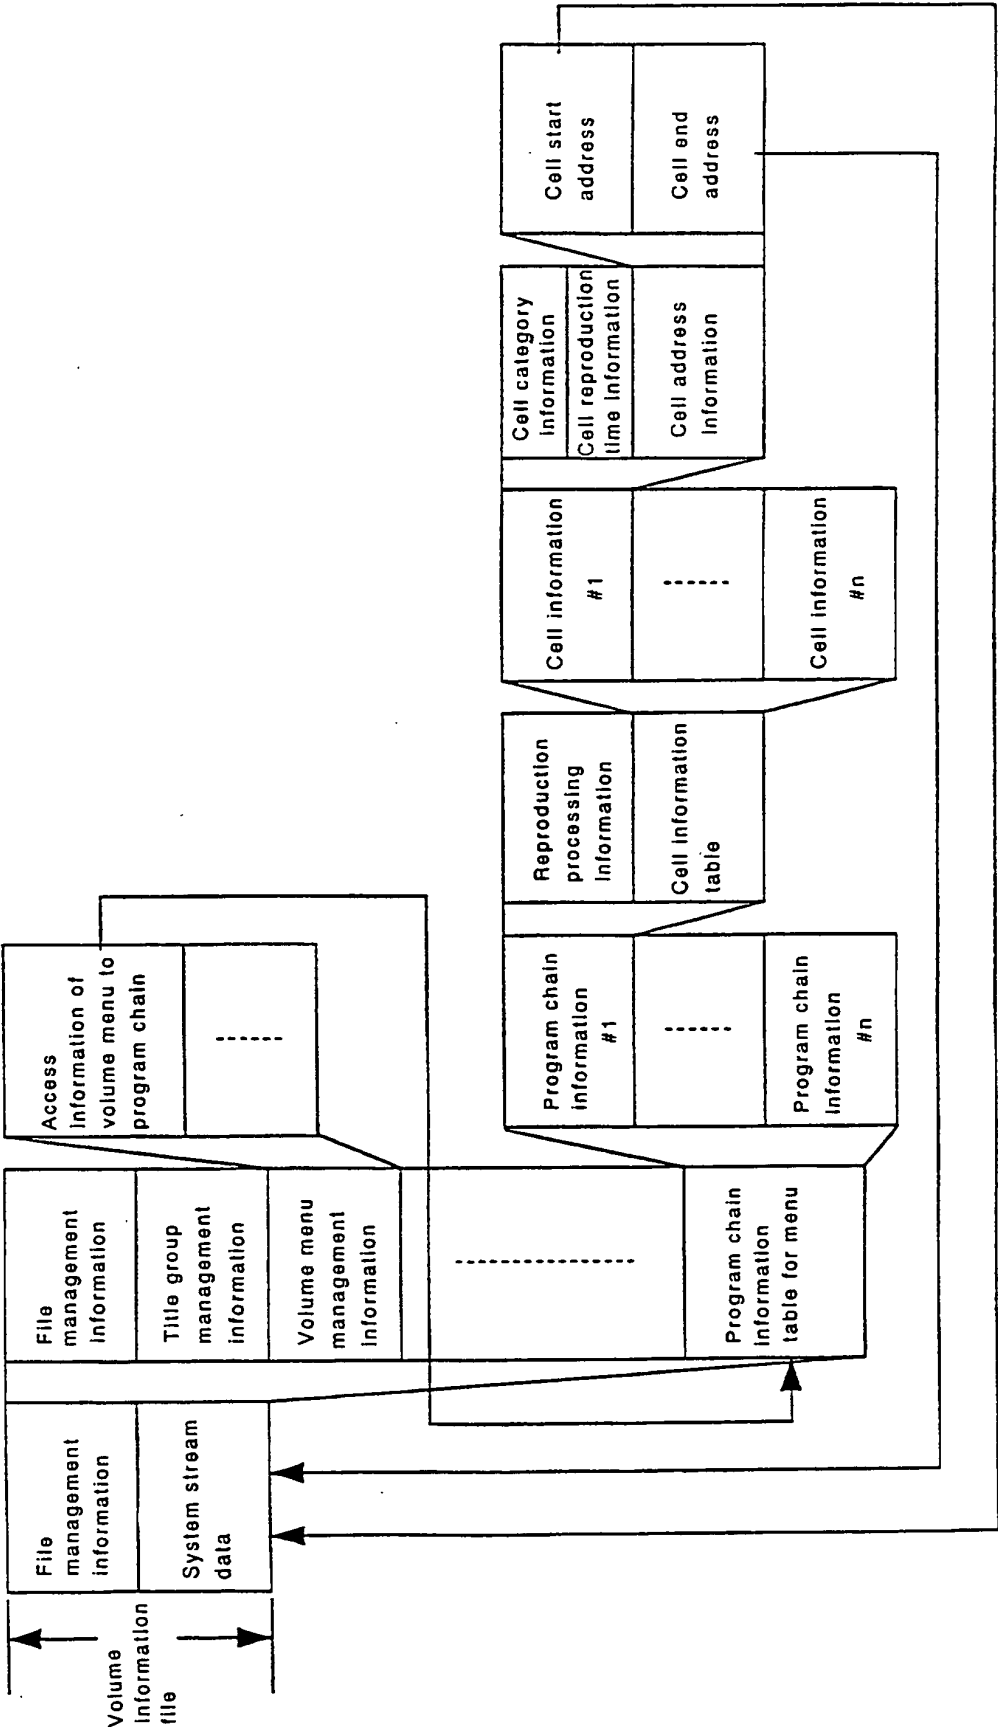 Volume
Information
file
File
management
information
System stream
data
File
management
Information
Title group
management
information
Volume menu
management
Information
Program chain
Information
table for menu
Access
information of
volume menu to
program chain
Program chain
information
#1
Program chain
Information
#n
Reproduction
processing
Information
Cell information
table
Cell information
#1
Cell information
#n
Cell category
Information
Cell reproduction
time Information
Cell address
Information
Cell start
address
Cell end
address